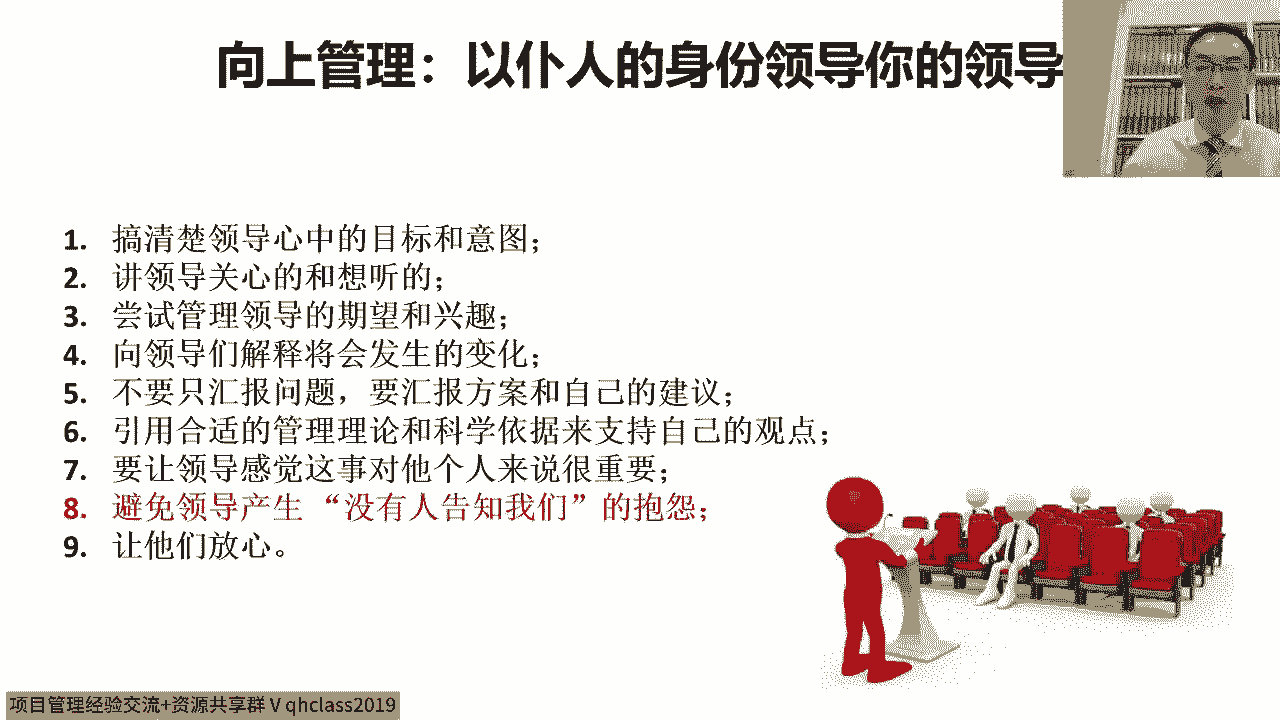 向上管理：以仆人的身份领导你的领导
1. 搞清楚领导心中的目标和意图；
2. 讲领导关心的和想听的；
3. 尝试管理领导的期望和兴趣；
4. 向领导们解释将会发生的变化；
5. 不要只汇报问题，要汇报方案和自己的建议；
6. 引用合适的管理理论和科学依据来支持自己的观点；
7. 要让领导感觉这事对他个人来说很重要；
8. 避免领导产生 “没有人告知我们”的抱怨；
9. 让他们放心。
项目管理经验交流+资源共享群 V qhclass2019